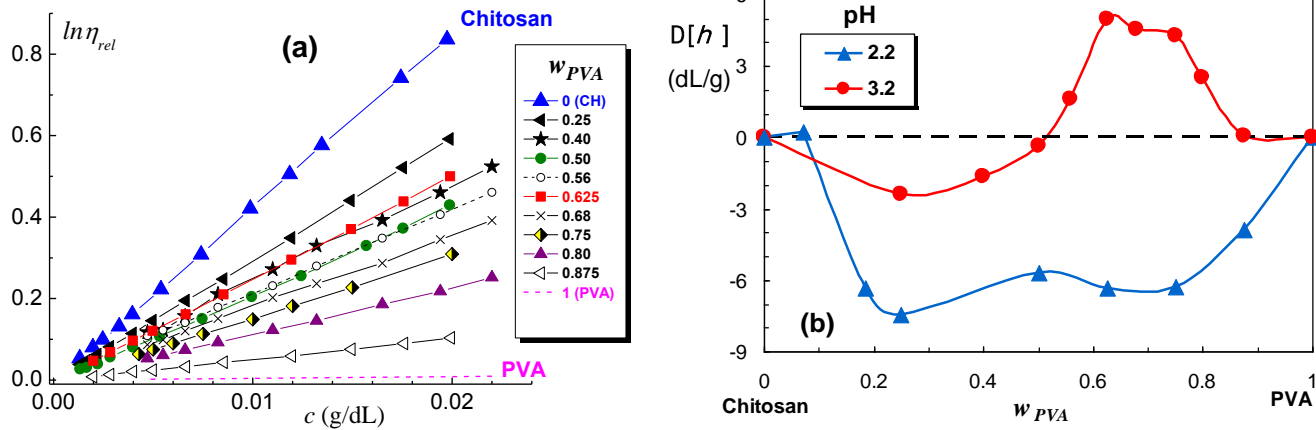 lnη_rel
(a)
Chitosan
0.8
0.6
0.4
0.2
0.0
0.00
0.01
0.02
c (g/dL)
PVA
w_PVA
0 (CH)
0.25
0.40
0.50
0.56
0.625
0.68
0.75
0.80
0.875
1 (PVA)
D[h]
(dL/g)
pH
2.2
3.2
3
0
-3
-6
-9
(b)
0
0.2
0.4
0.6
0.8
1
Chitosan
w_PVA
PVA